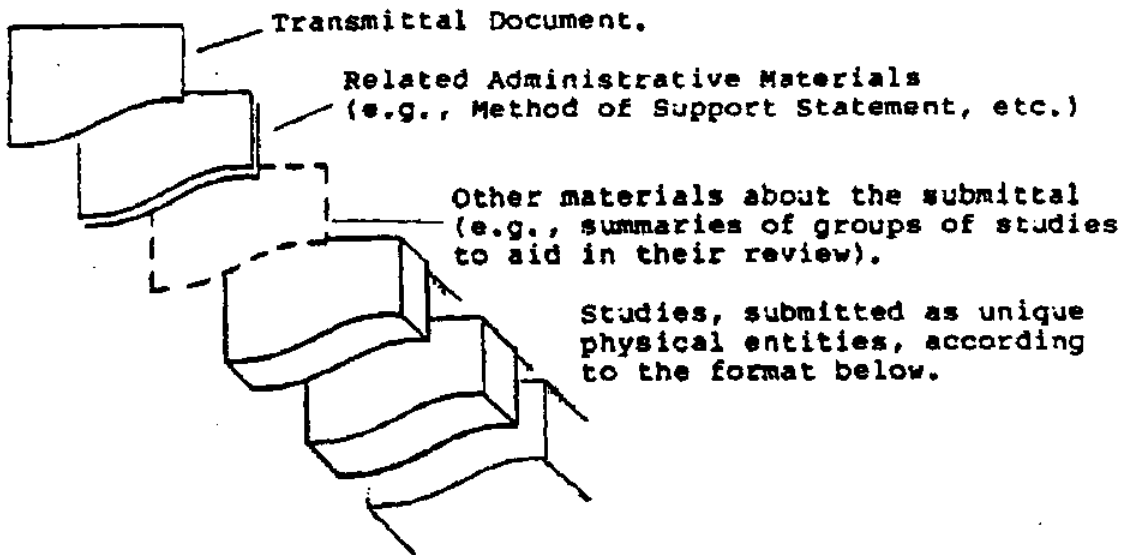 Transmittal Document.
Related Administrative Materials
(e.g., Method of Support Statement, etc.)
Other materials about the submittal
(e.g., summaries of groups of studies
to aid in their review).
Studies, submitted as unique
physical entities, according
to the format below.